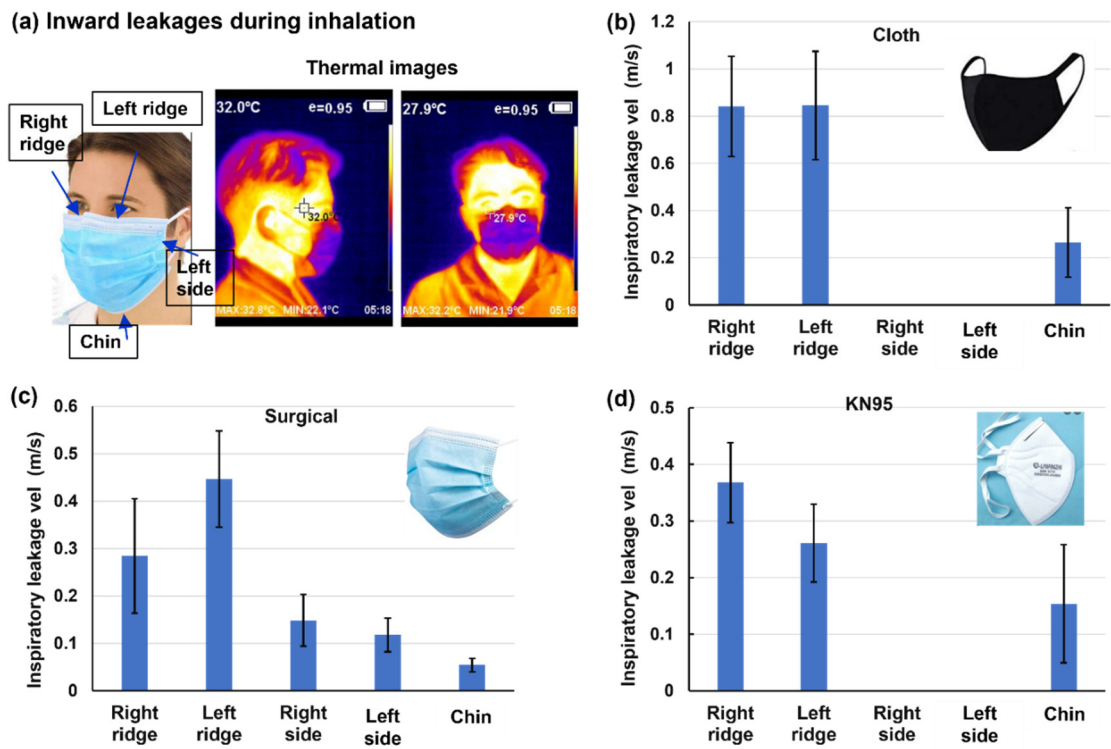 (a) Inward leakages during inhalation
Thermal images
Left ridge
Right
ridge
Left
side
Chin
32.0°C e=0.95
32.0°C
MAX:32.8°C MIN:22.1°C 05:18
27.9°C e=0.95
27.9°C
MAX:32.2°C MIN:21.9°C 05:18
(b)
Cloth
Inspiratory leakage vel (m/s)
1.2
1
0.8
0.6
0.4
0.2
0
Right
ridge
Left
ridge
Right
side
Left
side
Chin
(c)
Surgical
Inspiratory leakage vel (m/s)
0.6
0.5
0.4
0.3
0.2
0.1
0
Right
ridge
Left
ridge
Right
side
Left
side
Chin
(d)
KN95
Inspiratory leakage vel (m/s)
0.5
0.4
0.3
0.2
0.1
0
Right
ridge
Left
ridge
Right
side
Left
side
Chin